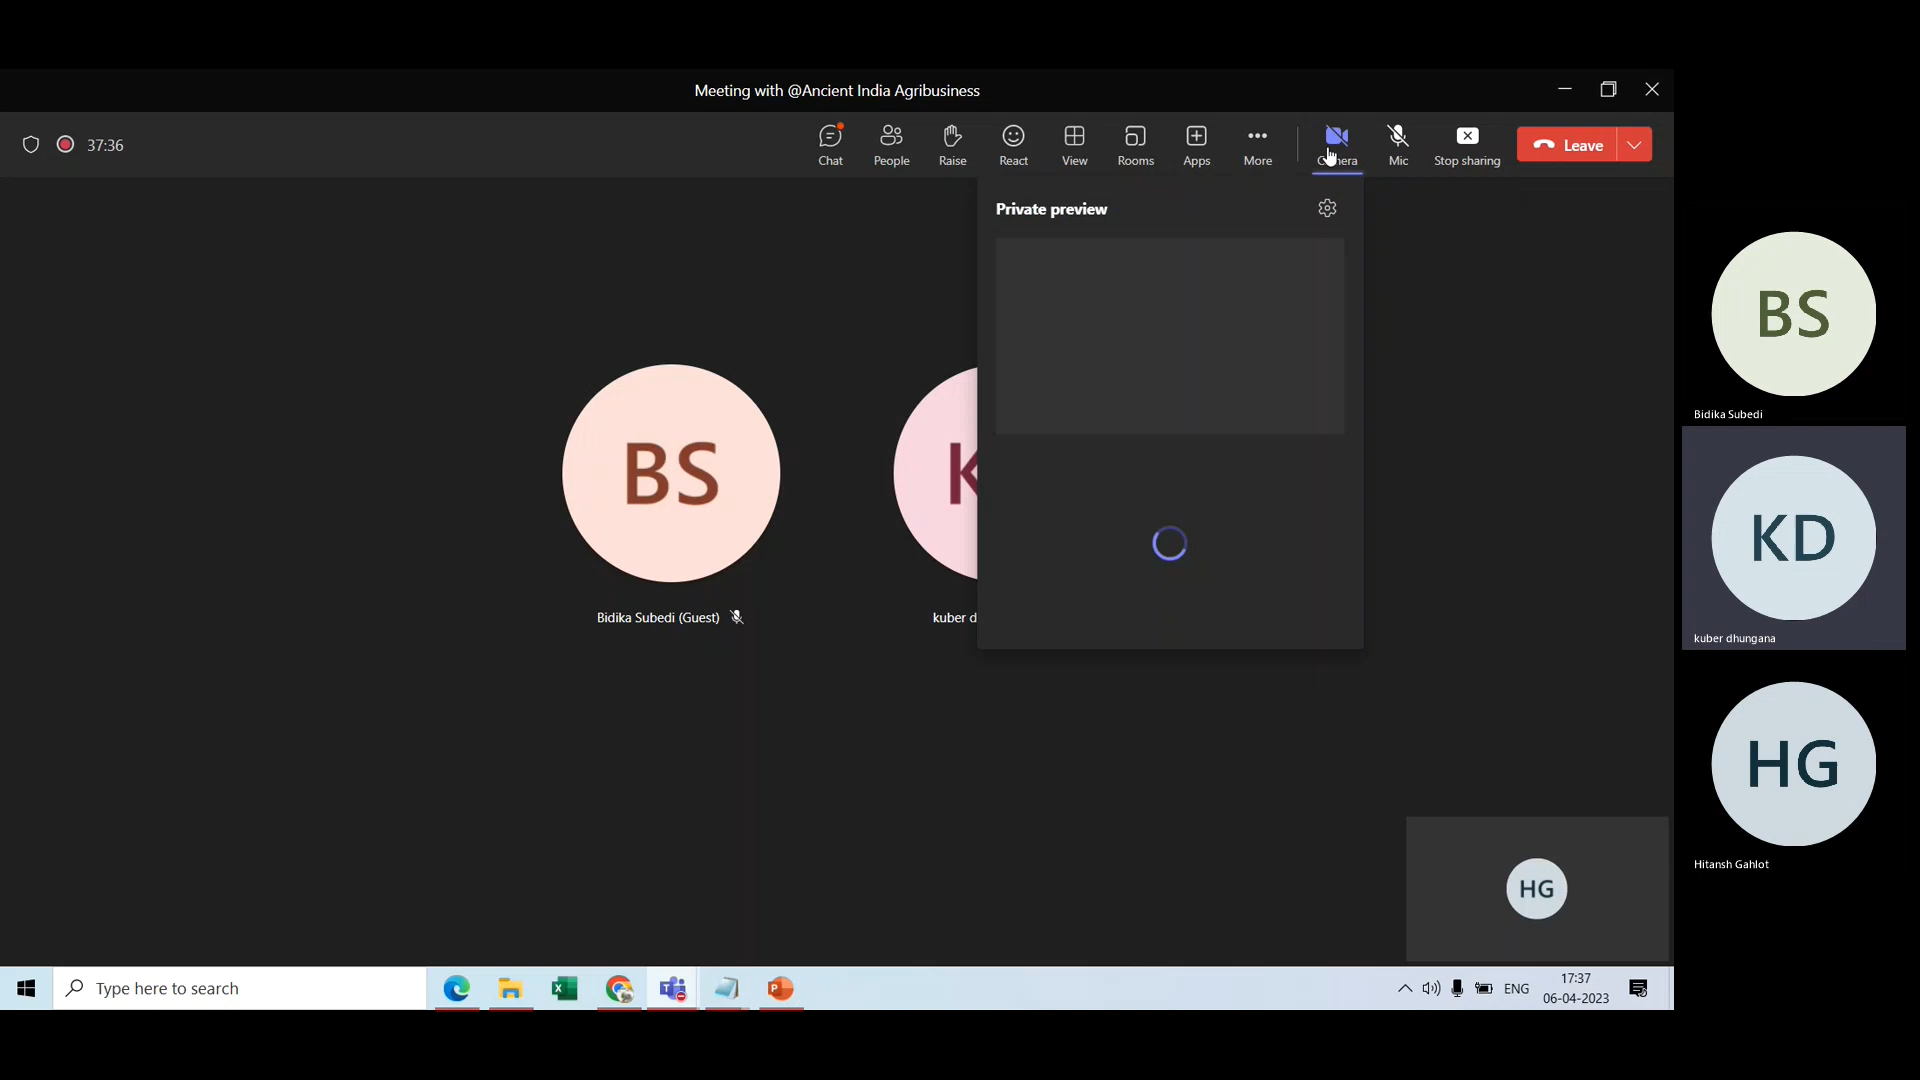 Meeting with @Ancient India Agribusiness
37:36
Chat
People
Raise
React
View
Rooms
Apps
More
Mic
Stop sharing
Leave
Private preview
BS
K
Bidika Subedi (Guest)
kuber d
HG
BS
Bidika Subedi
KD
kuber dhungana
HG
Hitansh Gahlot
Type here to search
ENG
17:37
06-04-2023